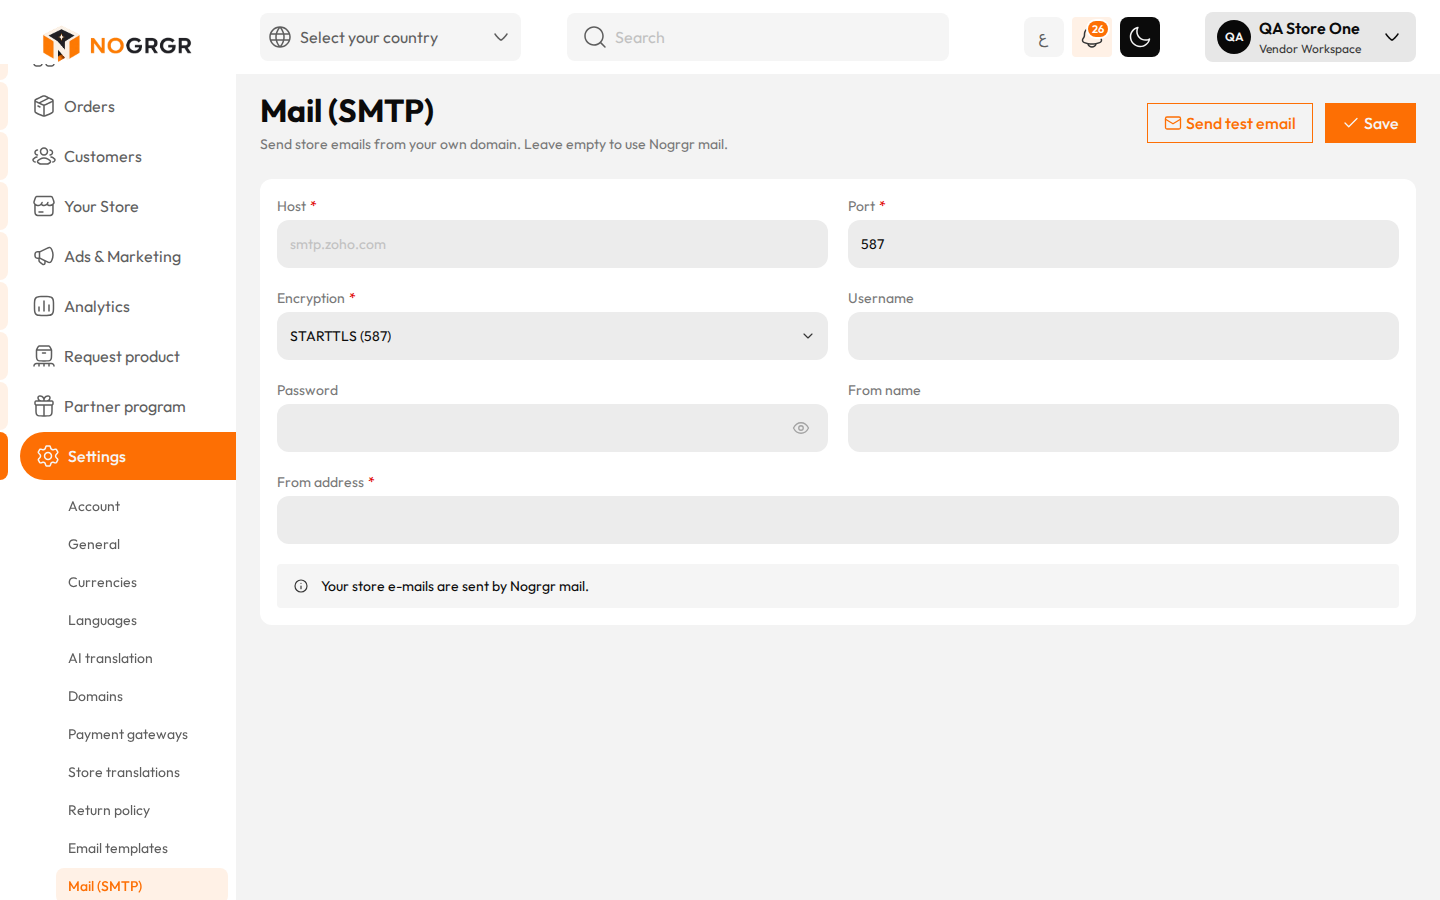 NOGRGR
Select your country
Search
ع
26
QA
QA Store One
Vendor Workspace
Orders
Customers
Your Store
Ads & Marketing
Analytics
Request product
Partner program
Settings
Account
General
Currencies
Languages
AI translation
Domains
Payment gateways
Store translations
Return policy
Email templates
Mail (SMTP)
Mail (SMTP)
Send store emails from your own domain. Leave empty to use Nogrgr mail.
Send test email
Save
Host *
smtp.zoho.com
Port *
587
Encryption *
STARTTLS (587)
Username
Password
From name
From address *
Your store e-mails are sent by Nogrgr mail.